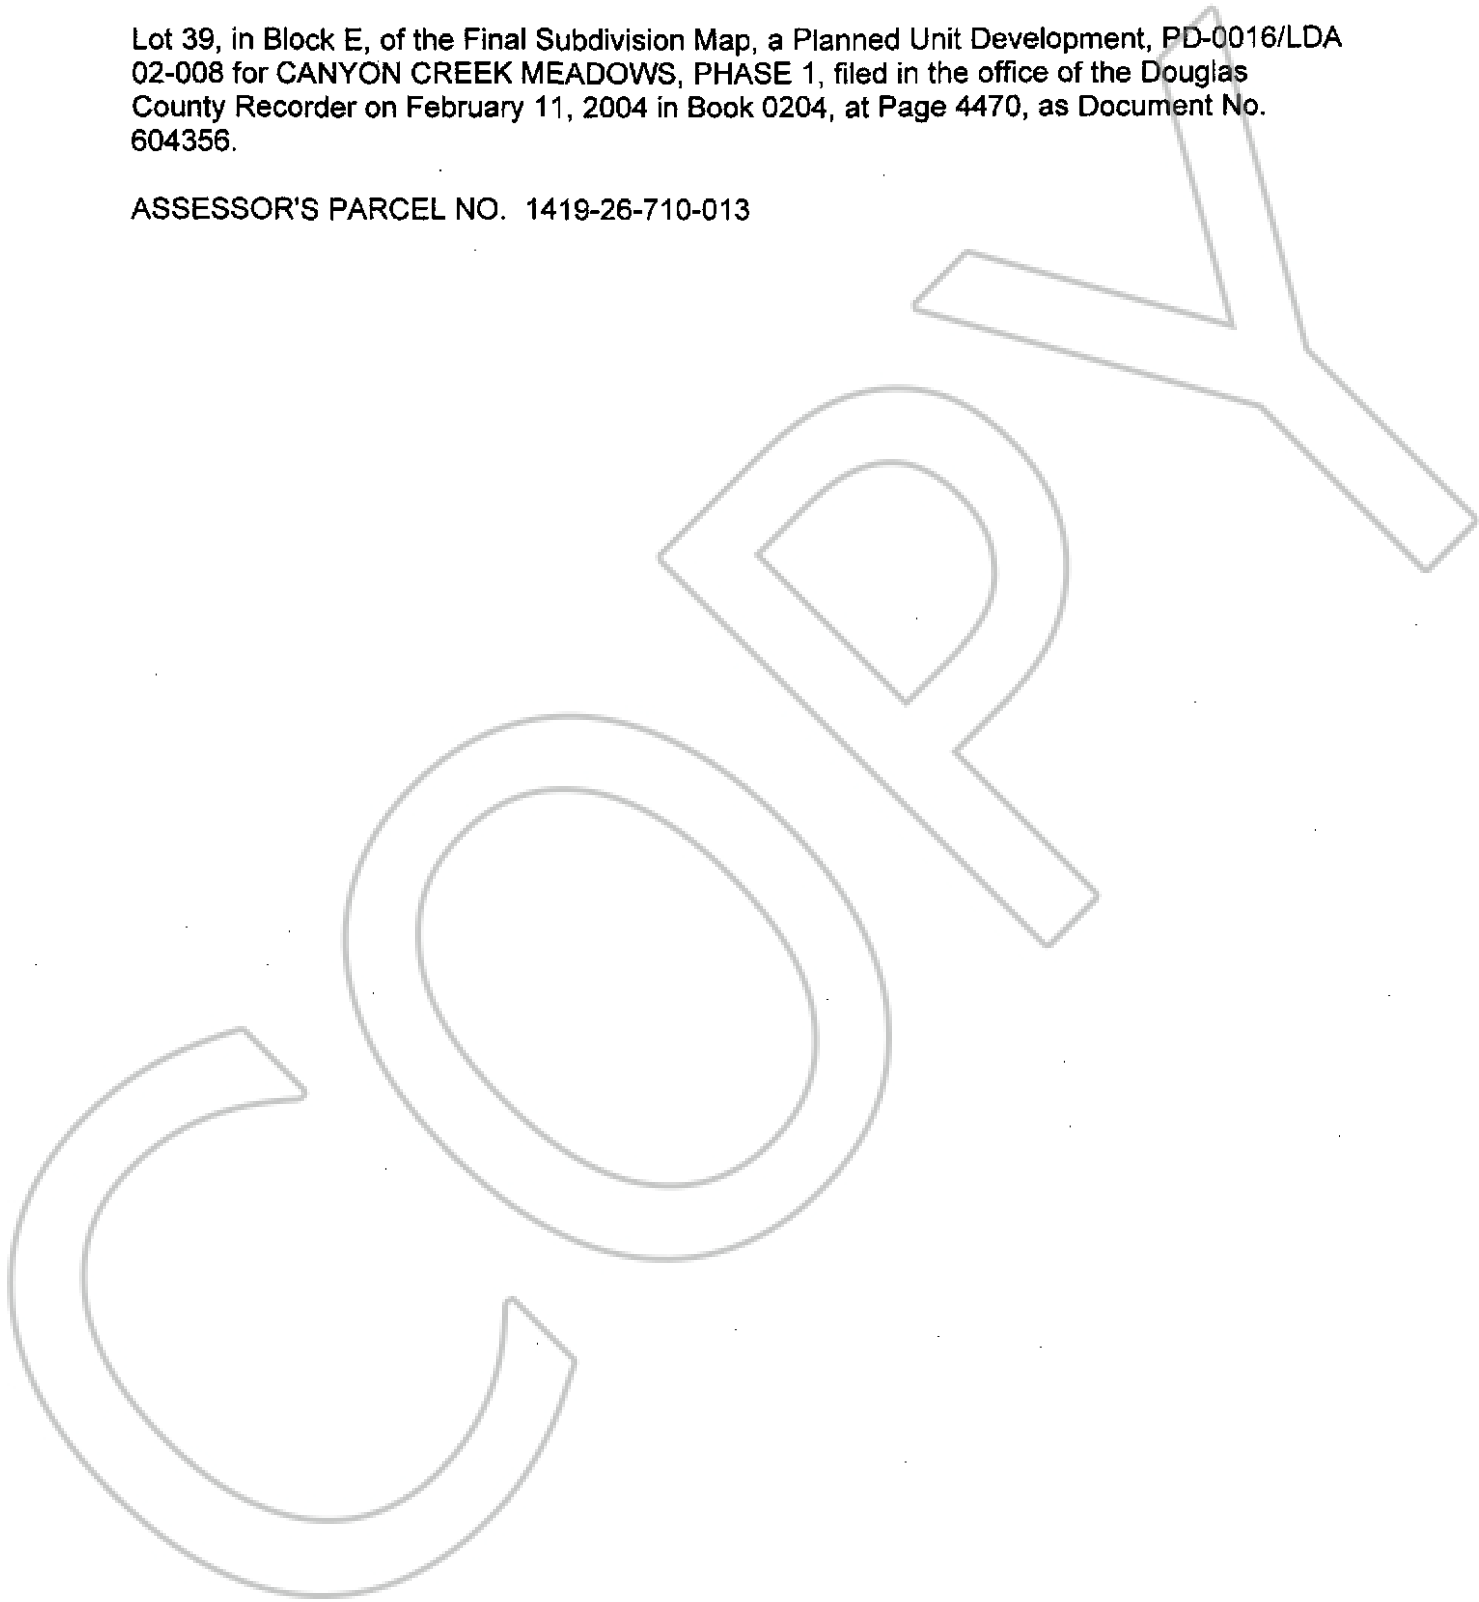 Lot 39, in Block E, of the Final Subdivision Map, a Planned Unit Development, PD-0016/LDA
02-008 for CANYON CREEK MEADOWS, PHASE 1, filed in the office of the Douglas
County Recorder on February 11, 2004 in Book 0204, at Page 4470, as Document No.
604356.
ASSESSOR'S PARCEL NO. 1419-26-710-013
COPY